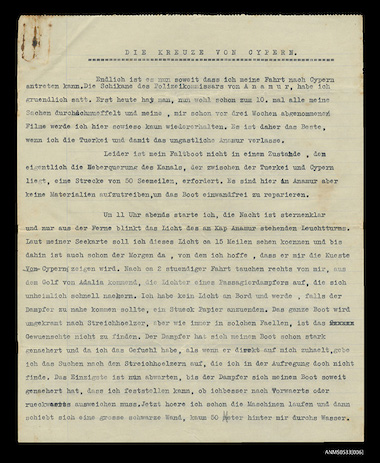 DIE KREUZE VON CYPERN.
Endlich ist es nun soweit dass ich meine Fahrt nach Cypern
antreten kann. Die Schikans des Polizeikommissars von A n a m u r, habe ich
gruendlich satt. Erst heute hat man, nun wohl schon zum 10. mal alle meine
Sachen durchschnueffelt und meine , mir schon vor drei Wochen abgenommenen
Filme werde ich hier sowieso kaum wiedererhalten. Es ist daher das Beste,
wenn ich die Tuerkei und damit das ungastliche Anamur verlasse.
Leider ist mein Faltboot nicht in einem Zustande , den
eigentlich die Ueberquerung des Kanals, der zwischen der Tuerkei und Cypern
liegt, eine Strecke von 50 Seemeilen, erfordert. Es sind hier in Anamur aber
keine Materialien aufzutreiben, um das Boot einwandfrei zu reparieren.
Um 11 Uhr abends starte ich, die Nacht ist sternenklar
und nur aus der Ferne blinkt das Licht des am Kap Anamur stehenden Leuchtturms.
Laut meiner Seekarte soll ich dieses Licht ca 15 Meilen sehen koennen und bis
dahin ist auch schon der Morgen da , von dem ich hoffe , dass er mir die Kueste
Von Cypern zeigen wird. Nach ca 2 stuendiger Fahrt tauchen rechts von mir, aus
den Golf von Adalia kommend, die Lichter eines Passagierdampfers auf, die sich
unheimlich schnell naehern. Ich habe kein Licht an Bord und werde , falls der
Dampfer zu nahe kommen sollte, ein Stueck Papier anzuenden. Das ganze Boot wird
umgekramt nach Streichhoelzer, aber wie immer in solchen Faellen, ist das
Gewuenschte nicht zu finden. Der Dampfer hat sich meinem Boot schon stark
genaehert und da ich das Gefuehl habe, als wenn er direkt auf mich zuhaelt, gebe
ich das Suchen nach den Streichhoelzern auf, die ich in der Aufregung doch nicht
finde. Das Einzigste ist nun abwarten, bis der Dampfer sich meinem Boot soweit
genaehert hat, dass ich feststellen kann, ob ich besser nach Vorwaerts oder
rueckwaerts ausweichen muss. Jetzt hoere ich schon die Maschinen laufen und dann
schiebt sich eine grosse schwarze Wand, kaum 50 Meter hinter mir durchs Wasser.
ANMS0533[006]